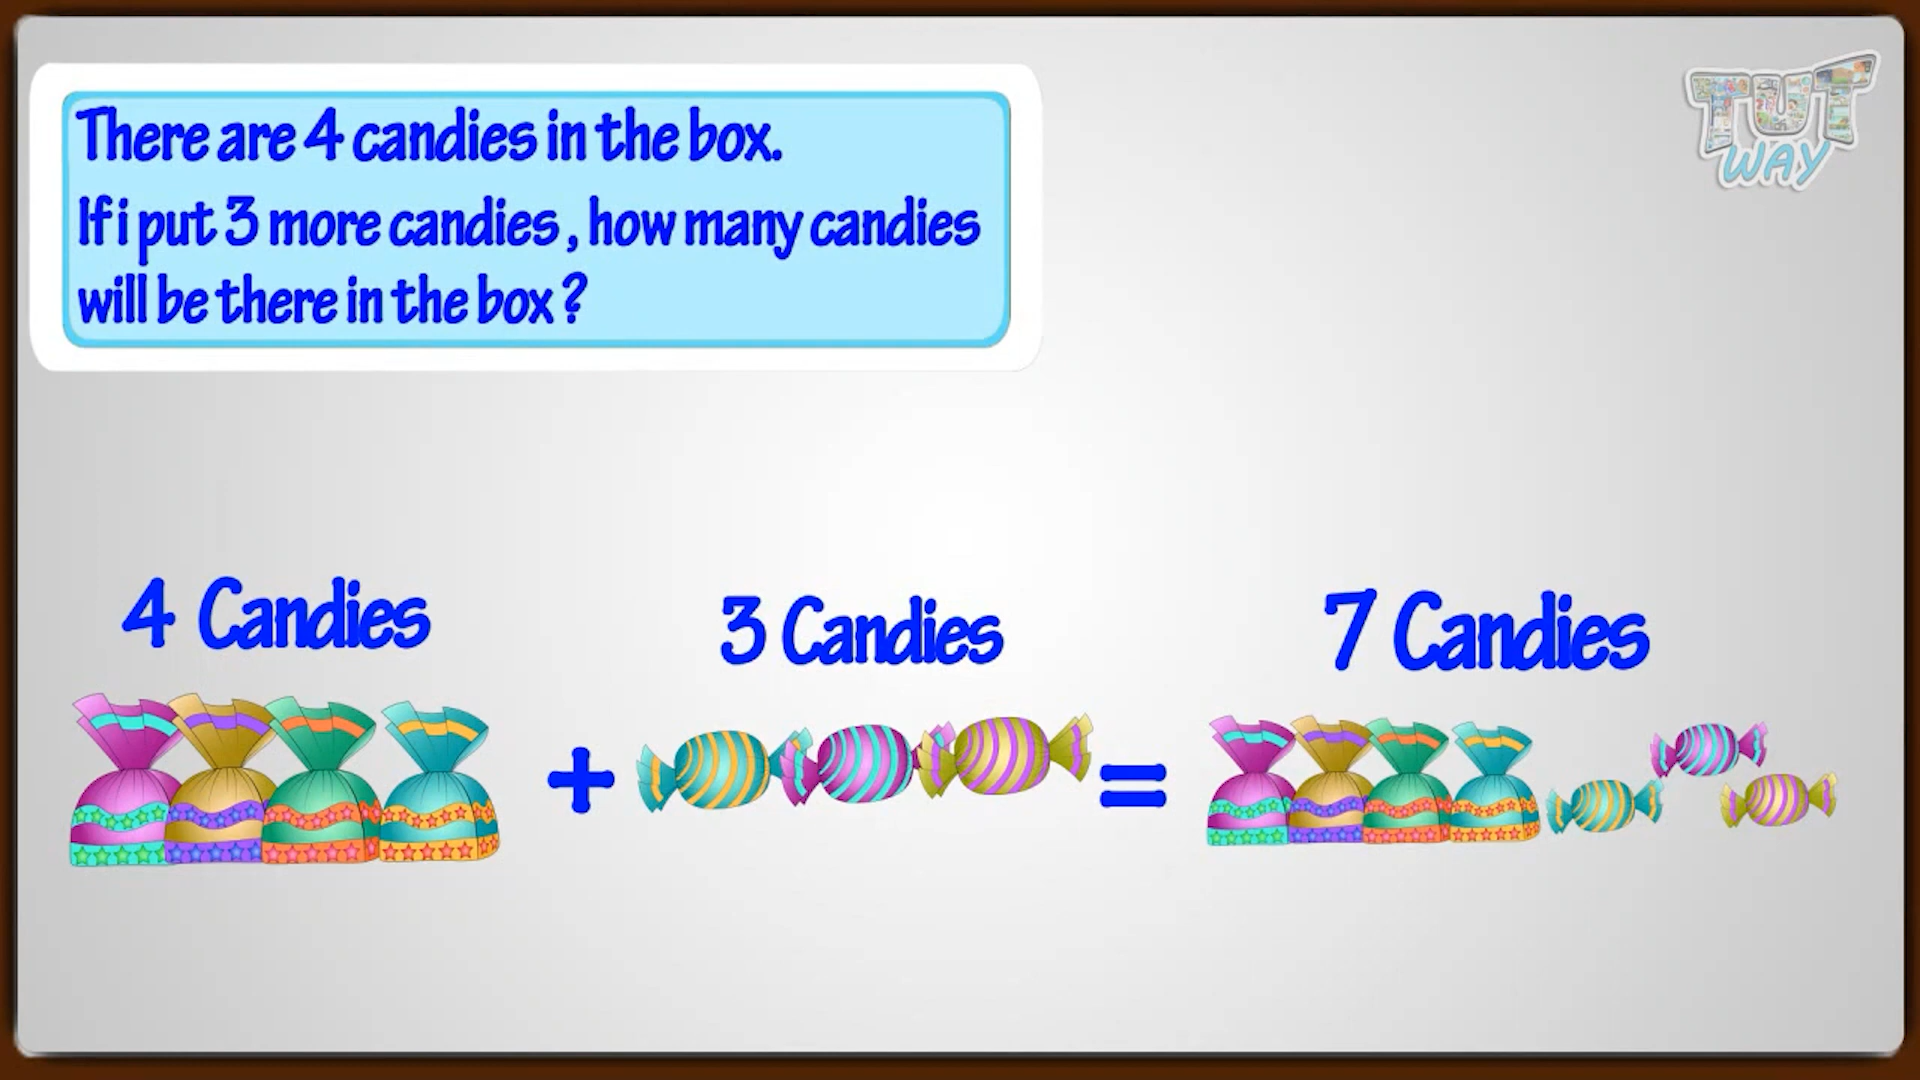 There are 4 candies in the box.
If i put 3 more candies, how many candies
will be there in the box?
TUT
WAY
4 Candies
3 Candies
7 Candies
+
=